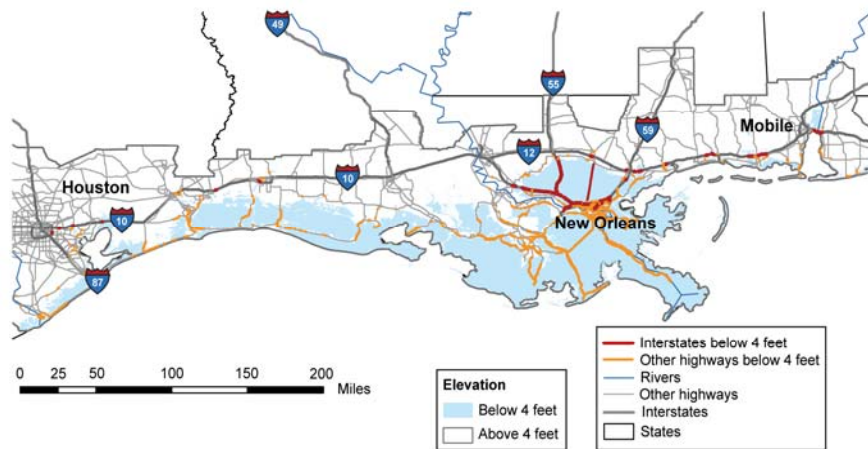 49
55
59
Mobile
12
Houston
10
10
New Orleans
87
0 25 50 100 150 200
Miles
Elevation
Below 4 feet
Above 4 feet
Interstates below 4 feet
Other highways below 4 feet
Rivers
Other highways
Interstates
States